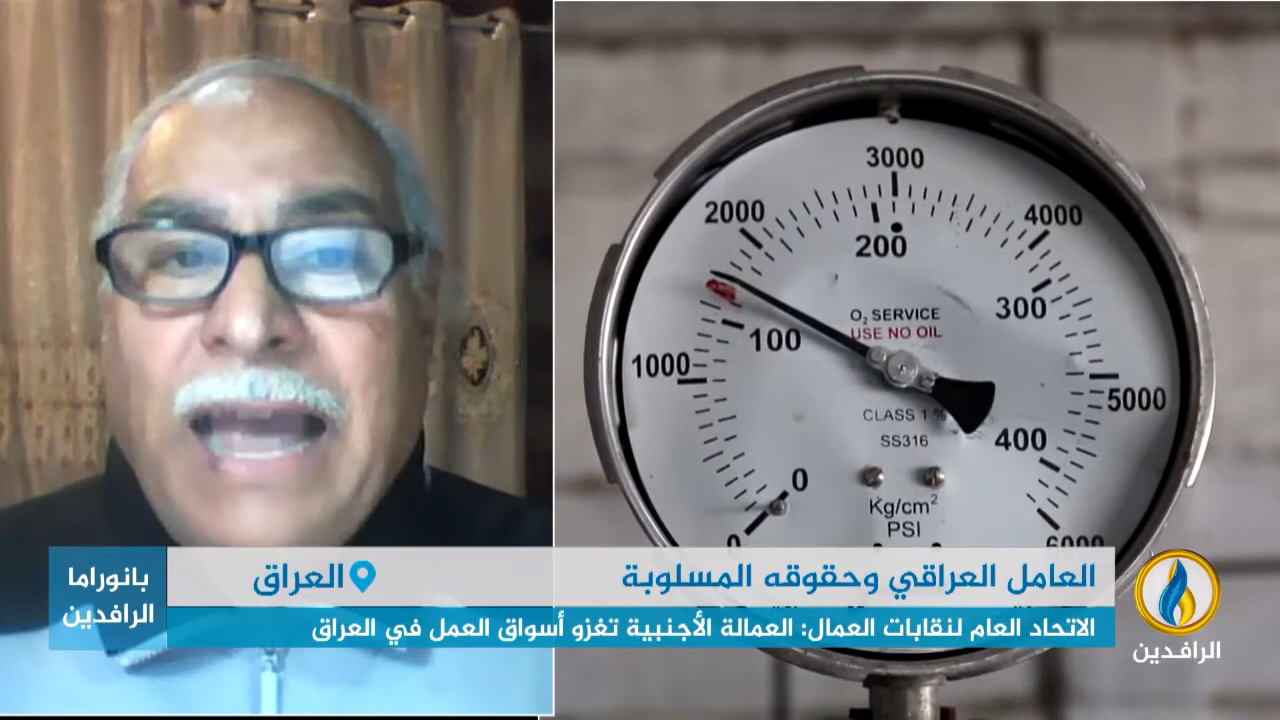 3000
2000
4000
200
300
O₂ SERVICE
USE NO OIL
100
1000
5000
CLASS 1 %
SS316
400
0
Kg/cm²
PSI
0
6000
العامل العراقي وحقوقه المسلوبة
العراق
بانوراما
الرافدين
الاتحاد العام لنقابات العمال: العمالة الأجنبية تغزو أسواق العمل في العراق
الرافدين